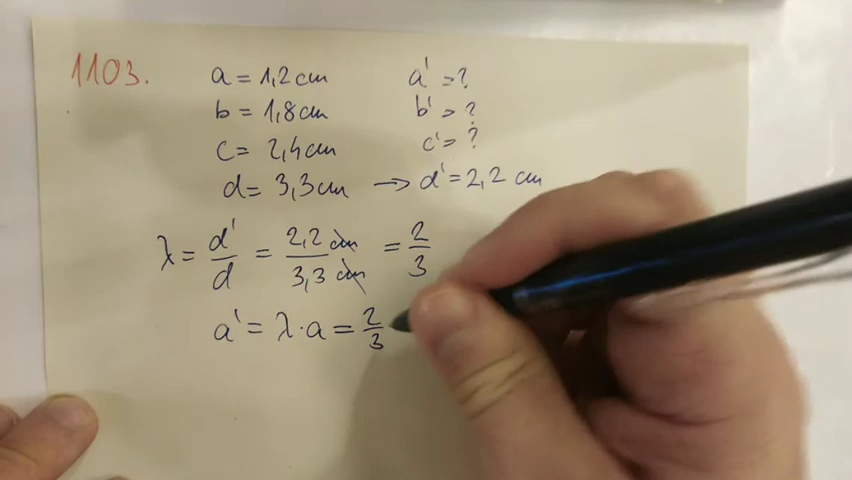 1103.
a = 1,2 cm a' = ?
b = 1,8 cm b' = ?
c = 2,4 cm c' = ?
d = 3,3 cm → d' = 2,2 cm
λ = d'/d = 2,2 cm/3,3 cm = 2/3
a' = λ · a = 2/3